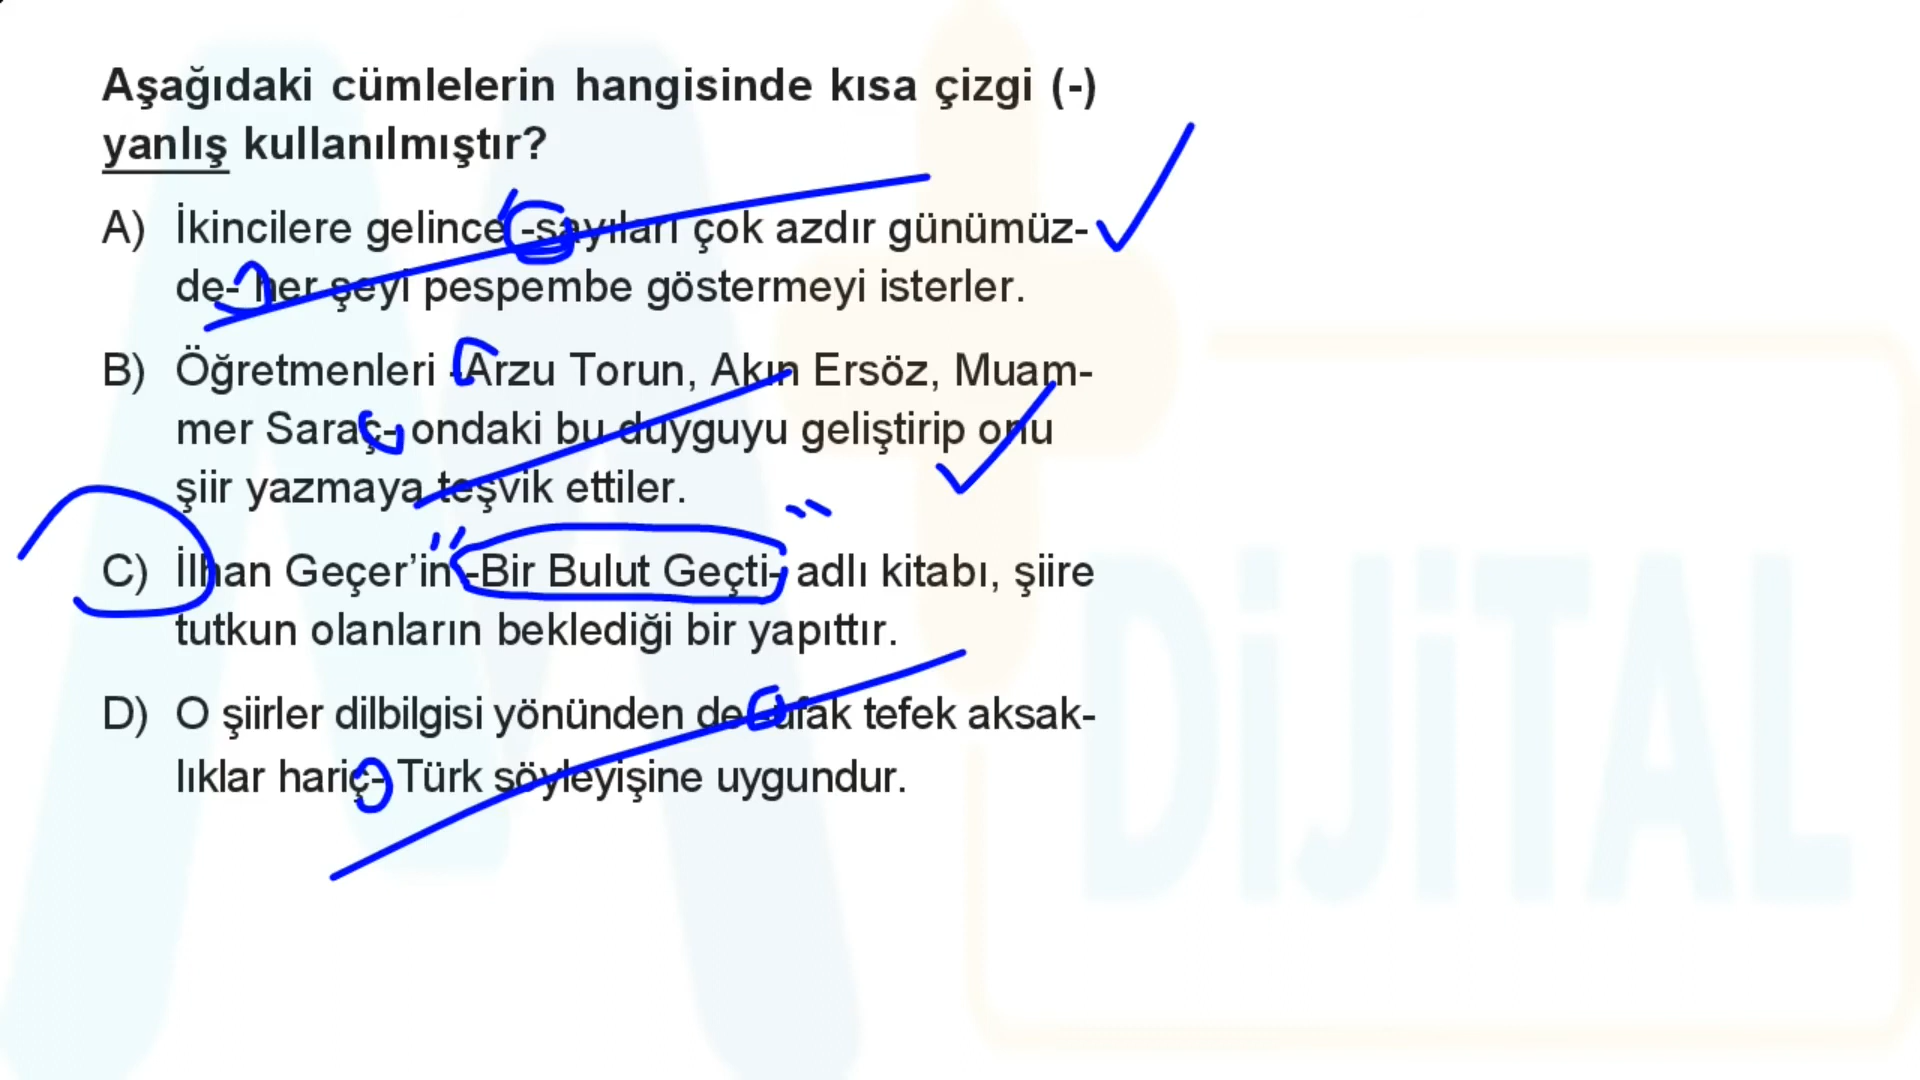 Aşağıdaki cümlelerin hangisinde kısa çizgi (-)
yanlış kullanılmıştır?
A) İkincilere gelince -sayıları çok azdır günümüz-
de- her şeyi pespembe göstermeyi isterler.
B) Öğretmenleri -Arzu Torun, Akın Ersöz, Muam-
mer Saraç- ondaki bu duyguyu geliştirip onu
şiir yazmaya teşvik ettiler.
C) İlhan Geçer’in -Bir Bulut Geçti- adlı kitabı, şiire
tutkun olanların beklediği bir yapıttır.
D) O şiirler dilbilgisi yönünden de -ufak tefek aksak-
lıklar hariç- Türk söyleyişine uygundur.
DİJİTAL